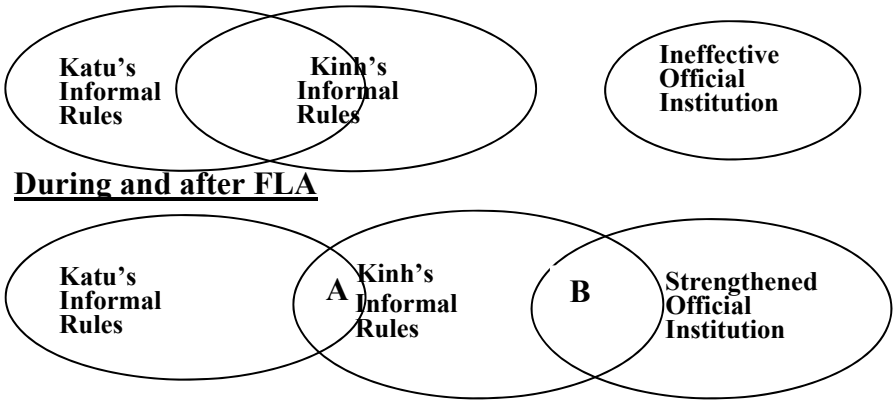 Katu's
Informal
Rules
Kinh's
Informal
Rules
Ineffective
Official
Institution
During and after FLA
Katu's
Informal
Rules
A
Kinh's
Informal
Rules
B
Strengthened
Official
Institution